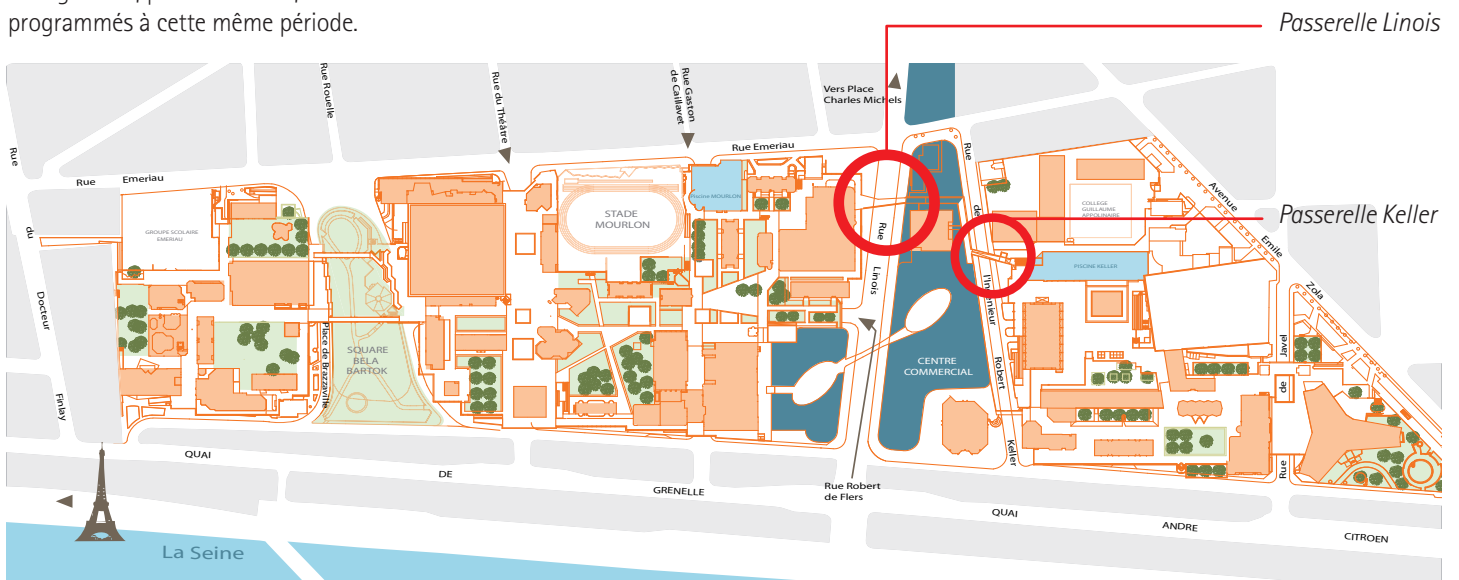 programmés à cette même période.
Passerelle Linois
Passerelle Keller
Vers Place
Charles Michels
Rue Rouelle
Rue du Théâtre
Rue Gaston
de Caillavet
Rue Emeriau
Rue Emeriau
Rue
du
Docteur
Finlay
GROUPE SCOLAIRE
EMERIAU
Place de Brazzaville
SQUARE
BÉLA
BARTOK
STADE
MOURLON
Piscine MOURLON
Rue
Linois
Rue
de
l'Ingénieur
Robert
Keller
COLLÈGE
GUILLAUME
APPOLINAIRE
PISCINE KELLER
Avenue
Emile
Zola
CENTRE
COMMERCIAL
Rue
de
Javel
Rue Robert
de Flers
QUAI
DE
GRENELLE
QUAI
ANDRE
CITROEN
La Seine